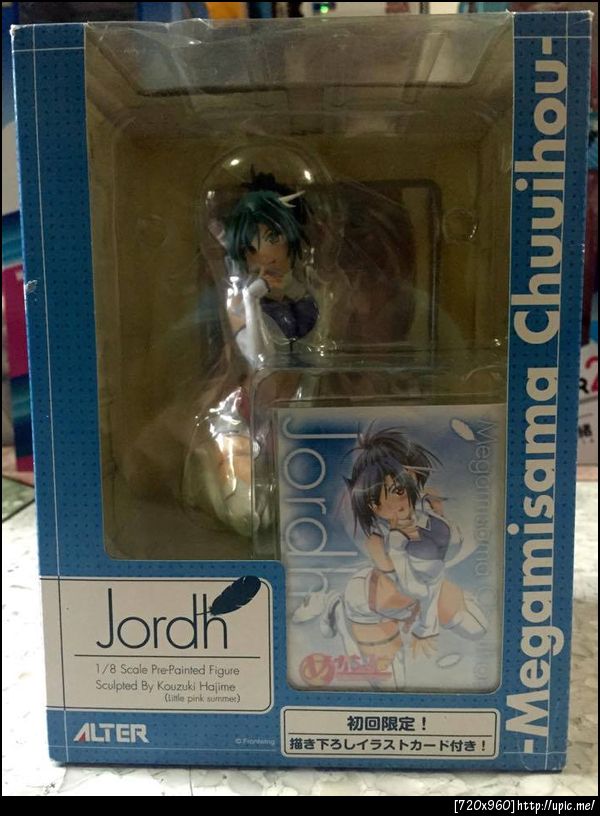 -Megamisama Chuuihou-
Jordh
Jordh
1/8 Scale Pre-Painted Figure
Sculpted By Kouzuki Hajime
(Little pink summer)
ALTER
© Frontwing
初回限定！
描き下ろしイラストカード付き！
[720x960]http://upic.me/